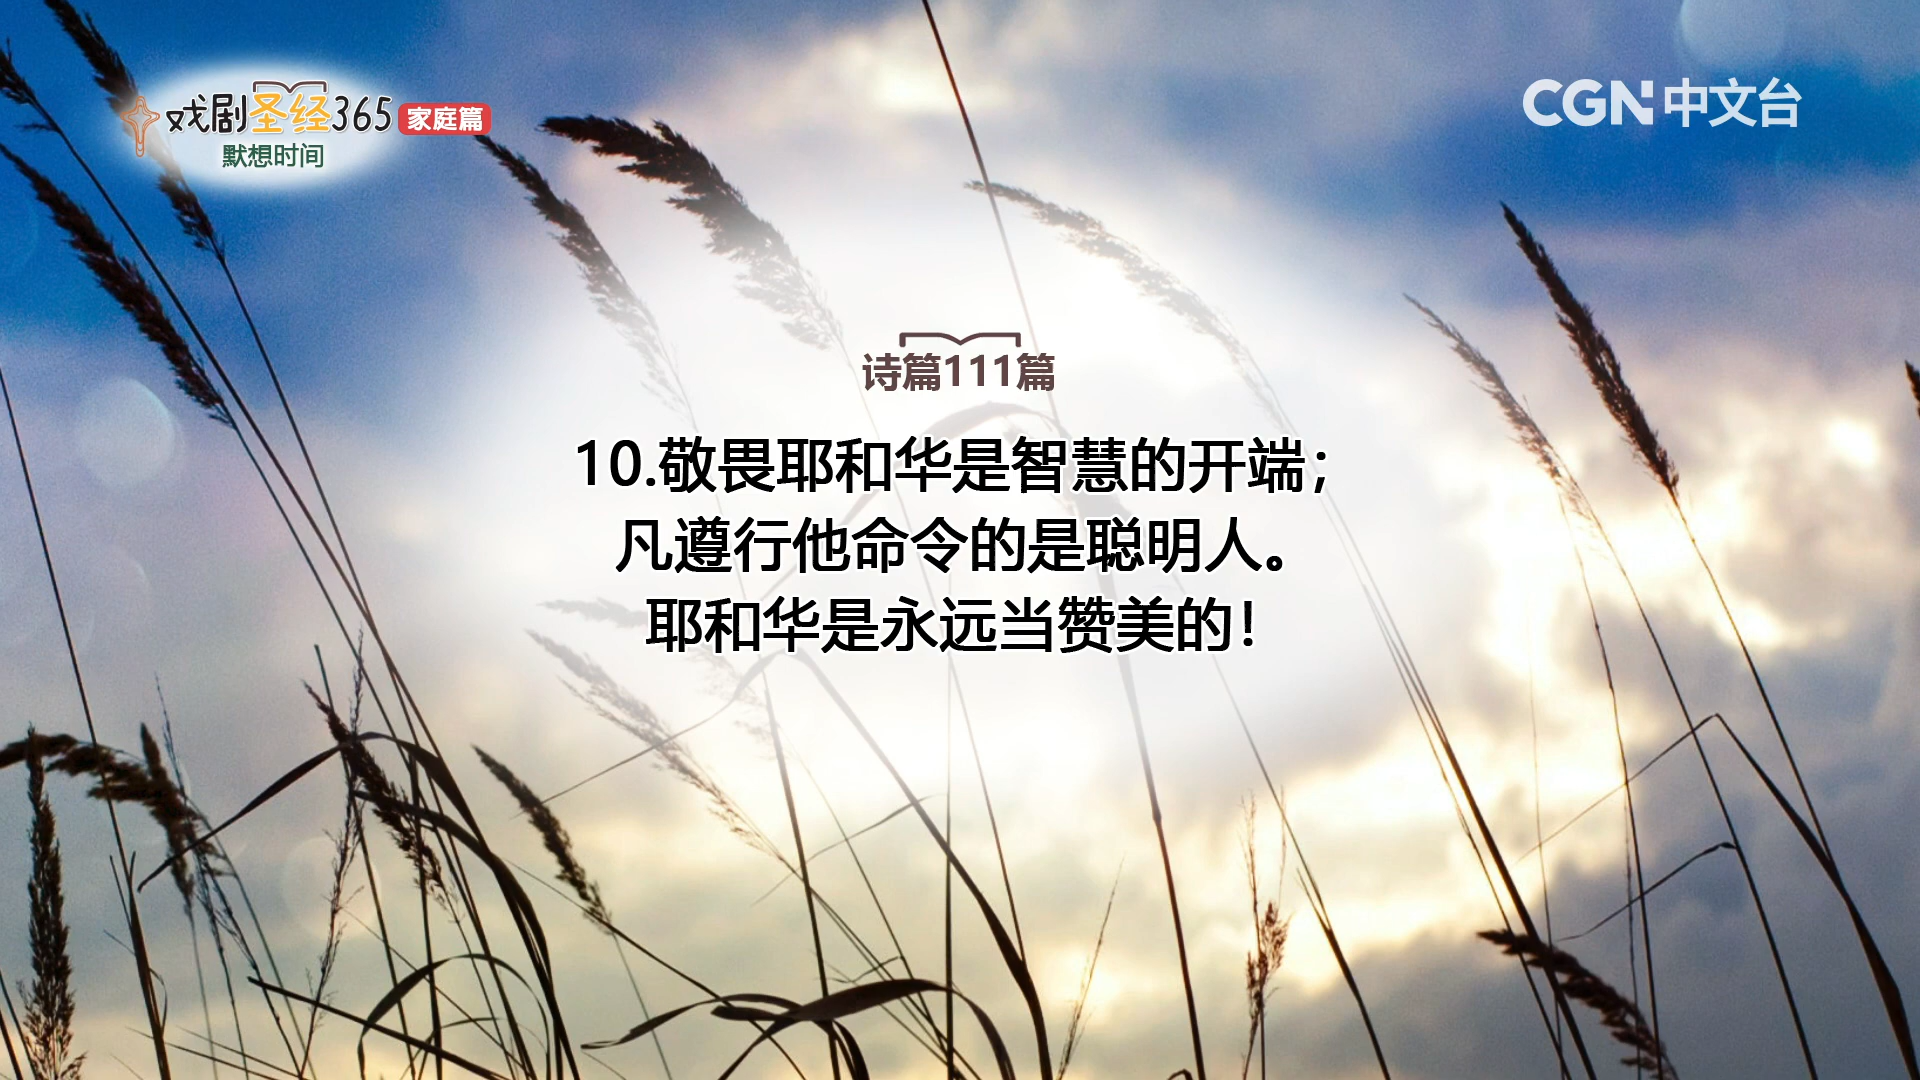 戏剧圣经365 家庭篇
默想时间
CGN中文台
诗篇111篇
10.敬畏耶和华是智慧的开端；
凡遵行他命令的是聪明人。
耶和华是永远当赞美的！